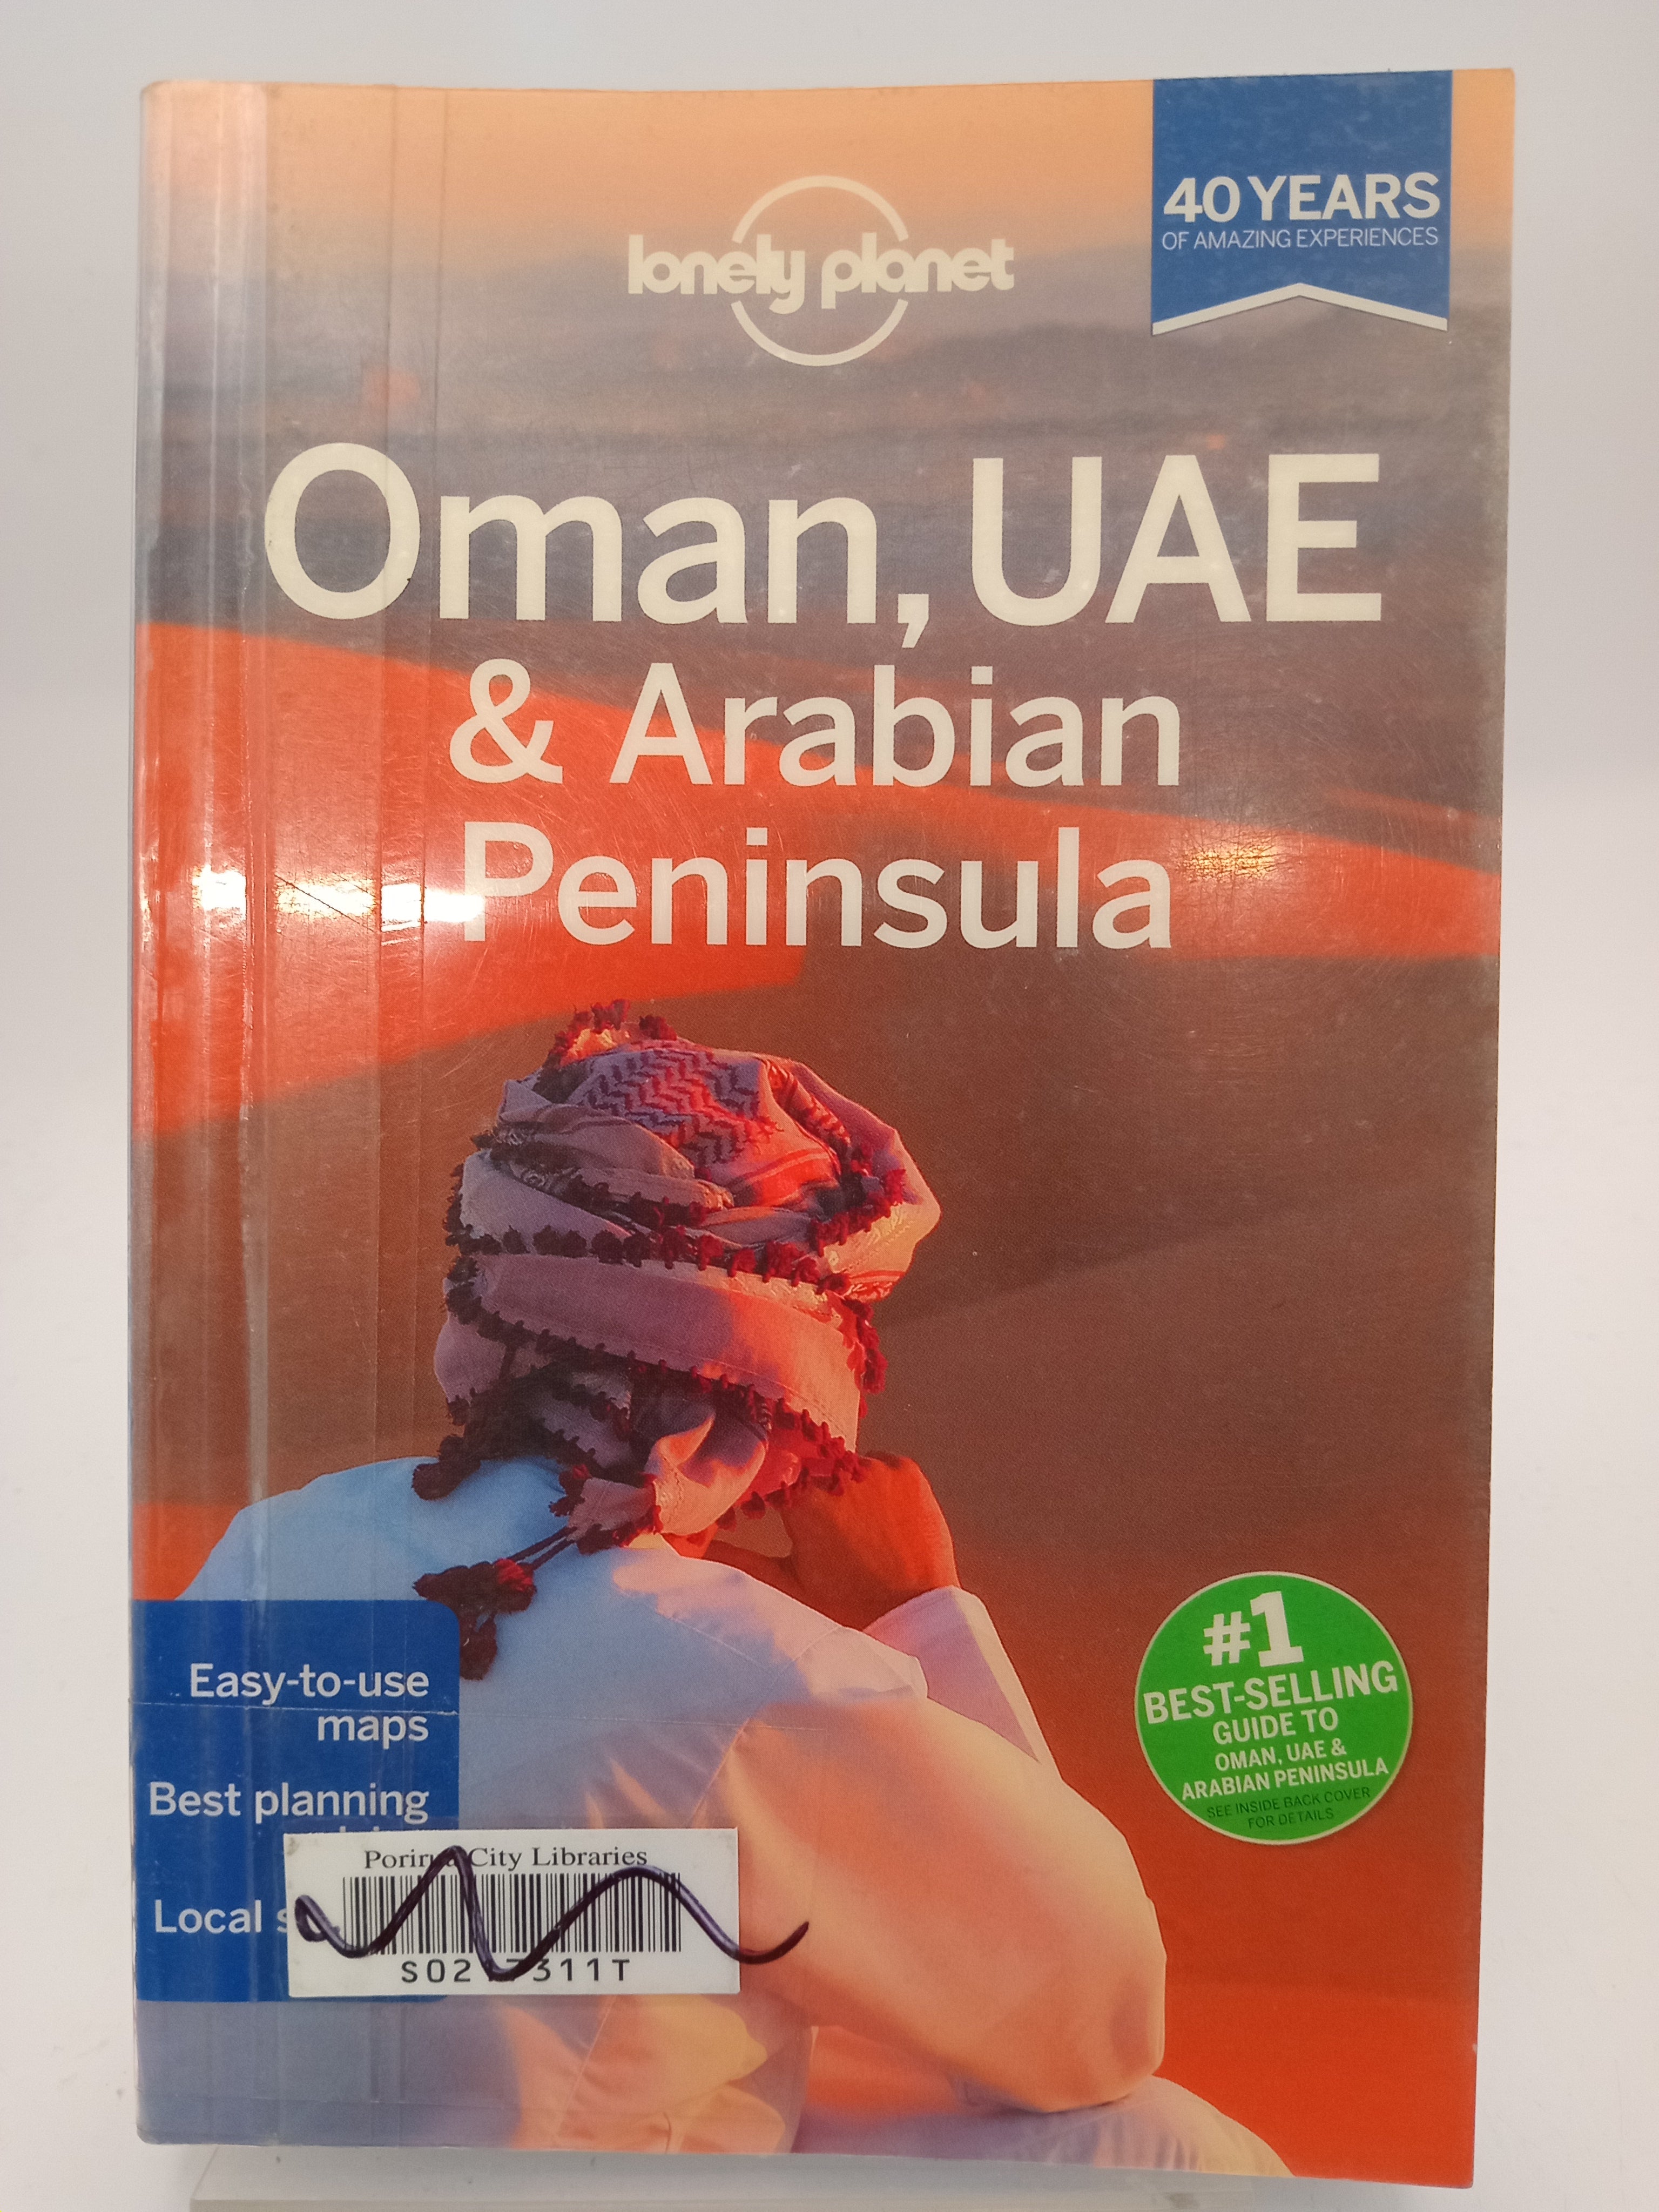 lonely planet
40 YEARS
OF AMAZING EXPERIENCES
Oman, UAE
& Arabian
Peninsula
#1
BEST-SELLING
GUIDE TO
OMAN, UAE &
ARABIAN PENINSULA
SEE INSIDE BACK COVER
FOR DETAILS
Easy-to-use
maps
Best planning
Local
Porirua City Libraries